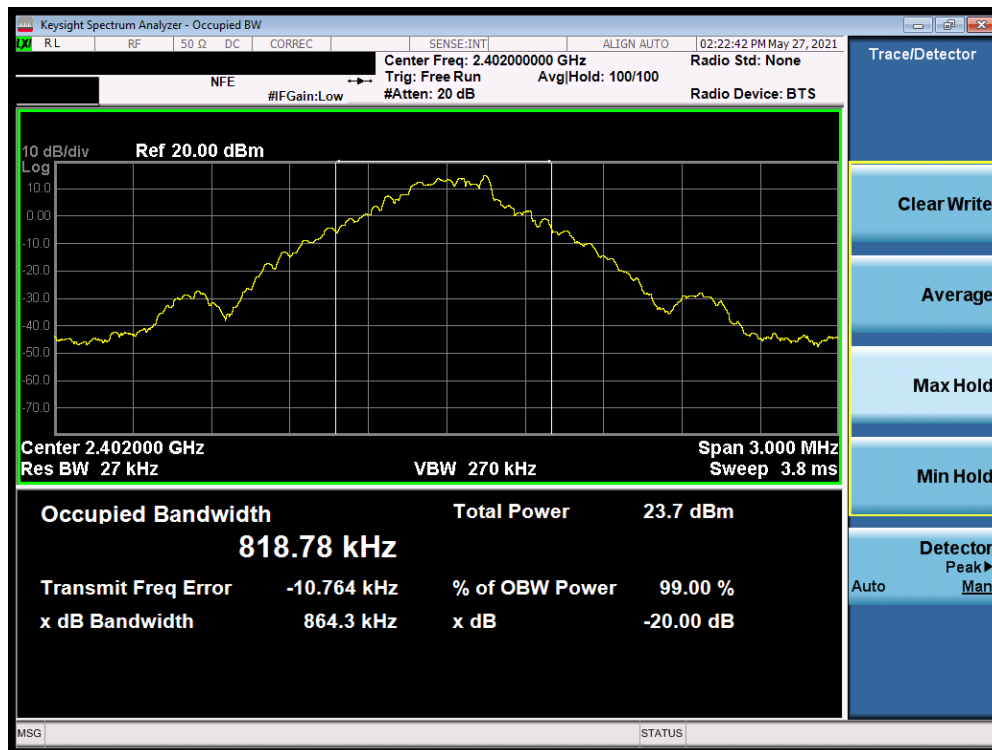 Keysight Spectrum Analyzer - Occupied BW
LXI RL RF 50 Ω DC CORREC SENSE:INT ALIGN AUTO 02:22:42 PM May 27, 2021
Center Freq: 2.402000000 GHz Radio Std: None
NFE Trig: Free Run Avg|Hold: 100/100
#IFGain:Low #Atten: 20 dB Radio Device: BTS
10 dB/div Ref 20.00 dBm
Log
10.0
0.00
-10.0
-20.0
-30.0
-40.0
-50.0
-60.0
-70.0
Center 2.402000 GHz Span 3.000 MHz
Res BW 27 kHz VBW 270 kHz Sweep 3.8 ms
Occupied Bandwidth Total Power 23.7 dBm
818.78 kHz
Transmit Freq Error -10.764 kHz % of OBW Power 99.00 %
x dB Bandwidth 864.3 kHz x dB -20.00 dB
MSG STATUS
Trace/Detector
Clear Write
Average
Max Hold
Min Hold
Detector
Peak▶
Auto Man